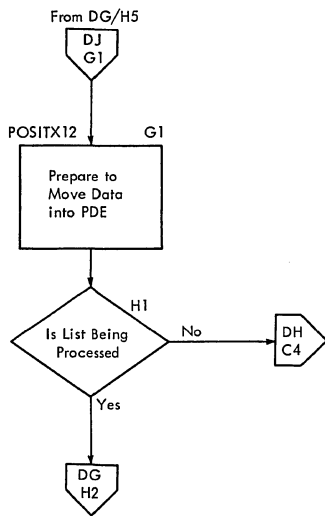 From DG/H5
DJ
G1
POSITX12 G1
Prepare to
Move Data
into PDE
H1
Is List Being
Processed
No
DH
C4
Yes
DG
H2